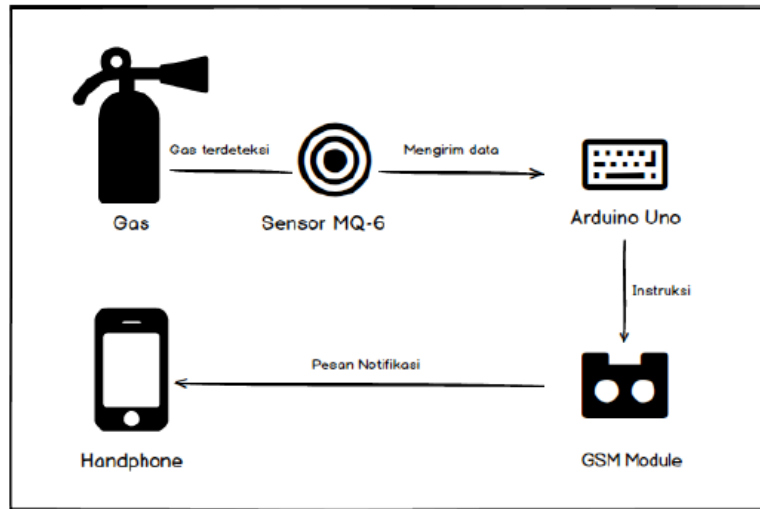 Gas terdeteksi
Mengirim data
Gas
Sensor MQ-6
Arduino Uno
Instruksi
Pesan Notifikasi
Handphone
GSM Module